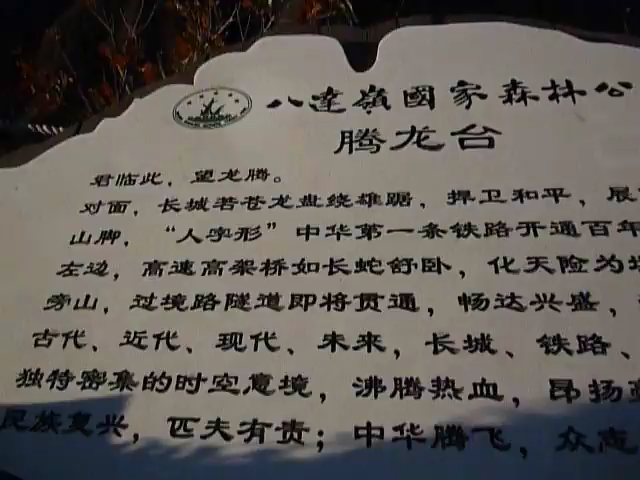 八達嶺國家森林公
腾龙台
君临此，望龙腾。
对面，长城若苍龙盘绕雄踞，捍卫和平，展
山脚，“人字形”中华第一条铁路开通百年
左边，高速高架桥如长蛇舒卧，化天险为
旁山，过境路隧道即将贯通，畅达兴盛，
古代、近代、现代、未来，长城、铁路、
独特密集的时空意境，沸腾热血，昂扬
民族复兴，匹夫有责；中华腾飞，众志